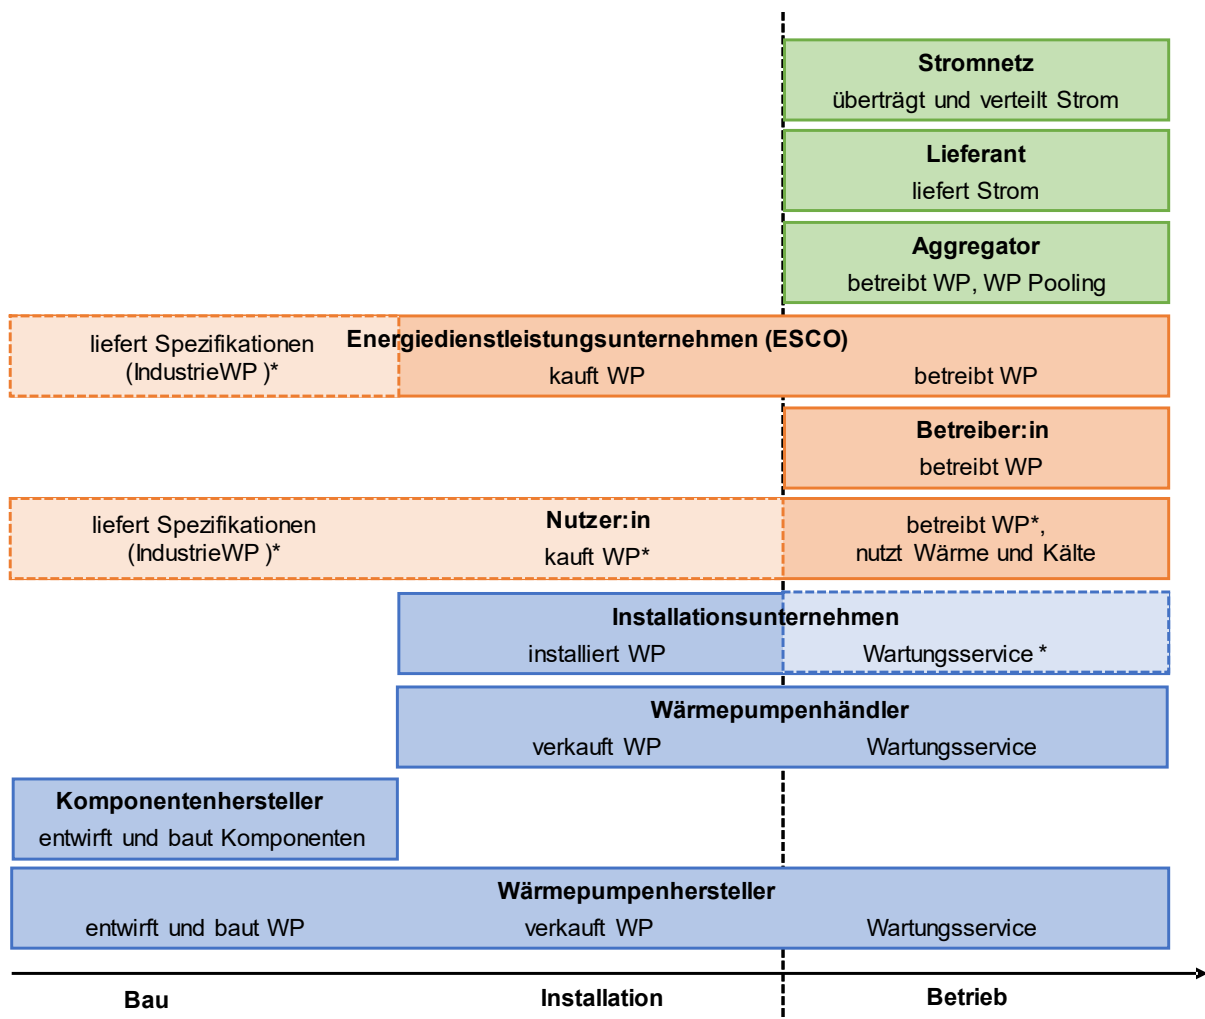 Stromnetz
überträgt und verteilt Strom
Lieferant
liefert Strom
Aggregator
betreibt WP, WP Pooling
liefert Spezifikationen
(IndustrieWP )*
Energiedienstleistungsunternehmen (ESCO)
kauft WP
betreibt WP
Betreiber:in
betreibt WP
liefert Spezifikationen
(IndustrieWP )*
Nutzer:in
kauft WP*
betreibt WP*,
nutzt Wärme und Kälte
Installationsunternehmen
installiert WP
Wartungsservice *
Wärmepumpenhändler
verkauft WP
Wartungsservice
Komponentenhersteller
entwirft und baut Komponenten
Wärmepumpenhersteller
entwirft und baut WP
verkauft WP
Wartungsservice
Bau
Installation
Betrieb